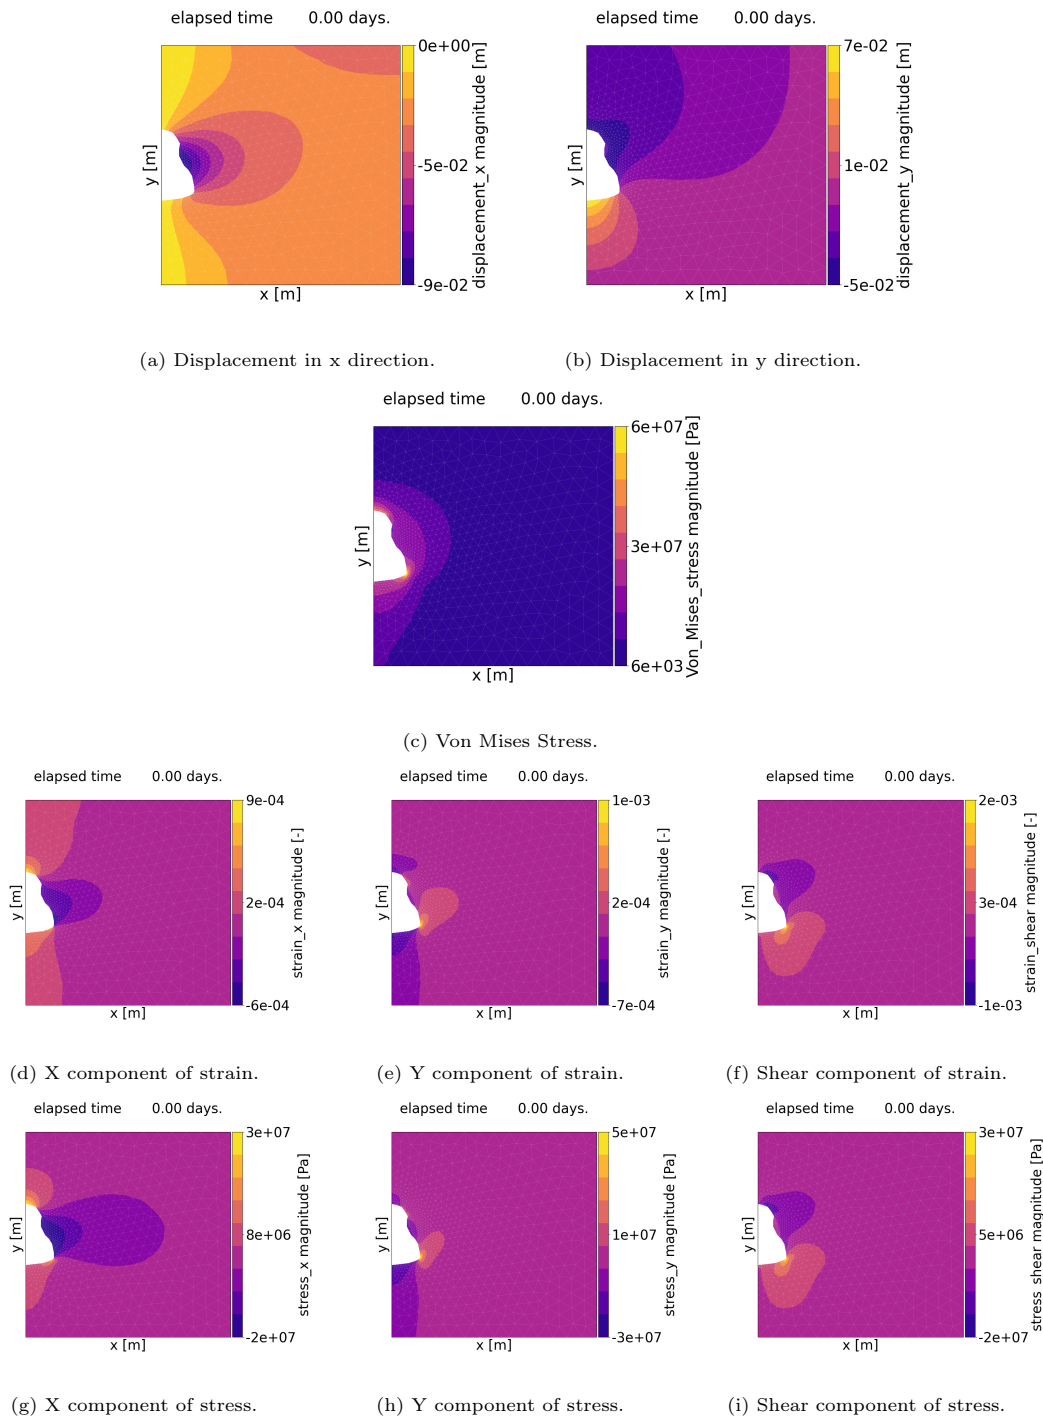 elapsed time 0.00 days.
elapsed time 0.00 days.
0e+00
-5e-02
-9e-02
displacement_x magnitude [m]
y [m]
x [m]
7e-02
1e-02
-5e-02
displacement_y magnitude [m]
y [m]
x [m]
(a) Displacement in x direction.
(b) Displacement in y direction.
elapsed time 0.00 days.
6e+07
3e+07
6e+03
Von_Mises_stress magnitude [Pa]
y [m]
x [m]
(c) Von Mises Stress.
elapsed time 0.00 days.
elapsed time 0.00 days.
elapsed time 0.00 days.
9e-04
2e-04
-6e-04
strain_x magnitude [-]
y [m]
x [m]
1e-03
2e-04
-7e-04
strain_y magnitude [-]
y [m]
x [m]
2e-03
3e-04
-1e-03
strain_shear magnitude [-]
y [m]
x [m]
(d) X component of strain.
(e) Y component of strain.
(f) Shear component of strain.
elapsed time 0.00 days.
elapsed time 0.00 days.
elapsed time 0.00 days.
3e+07
8e+06
-2e+07
stress_x magnitude [Pa]
y [m]
x [m]
5e+07
1e+07
-3e+07
stress_y magnitude [Pa]
y [m]
x [m]
3e+07
5e+06
-2e+07
stress_shear magnitude [Pa]
y [m]
x [m]
(g) X component of stress.
(h) Y component of stress.
(i) Shear component of stress.